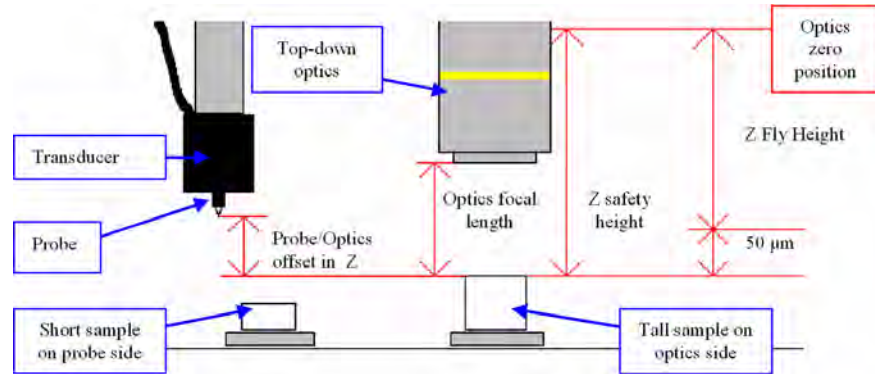 Top-down
optics
Optics
zero
position
Transducer
Z Fly Height
Optics focal
length
Z safety
height
Probe
Probe/Optics
offset in Z
50 μm
Short sample
on probe side
Tall sample on
optics side